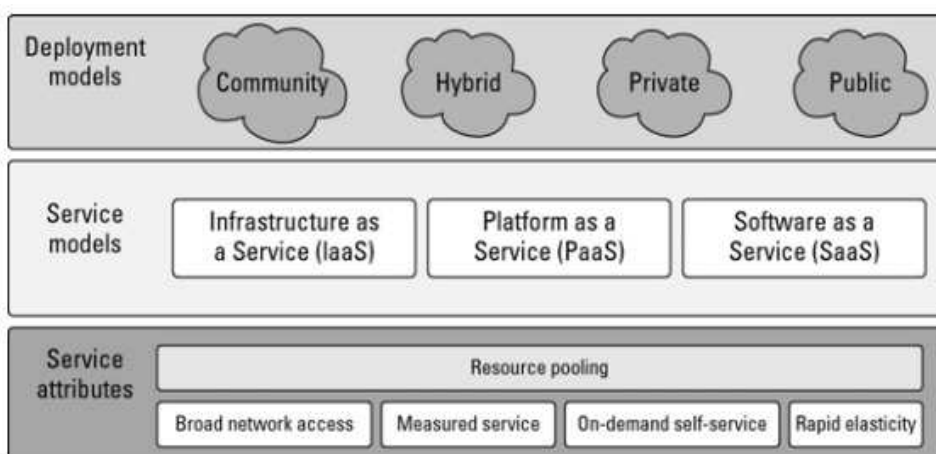 Deployment
models
Community
Hybrid
Private
Public
Service
models
Infrastructure as
a Service (IaaS)
Platform as a
Service (PaaS)
Software as a
Service (SaaS)
Service
attributes
Resource pooling
Broad network access
Measured service
On-demand self-service
Rapid elasticity